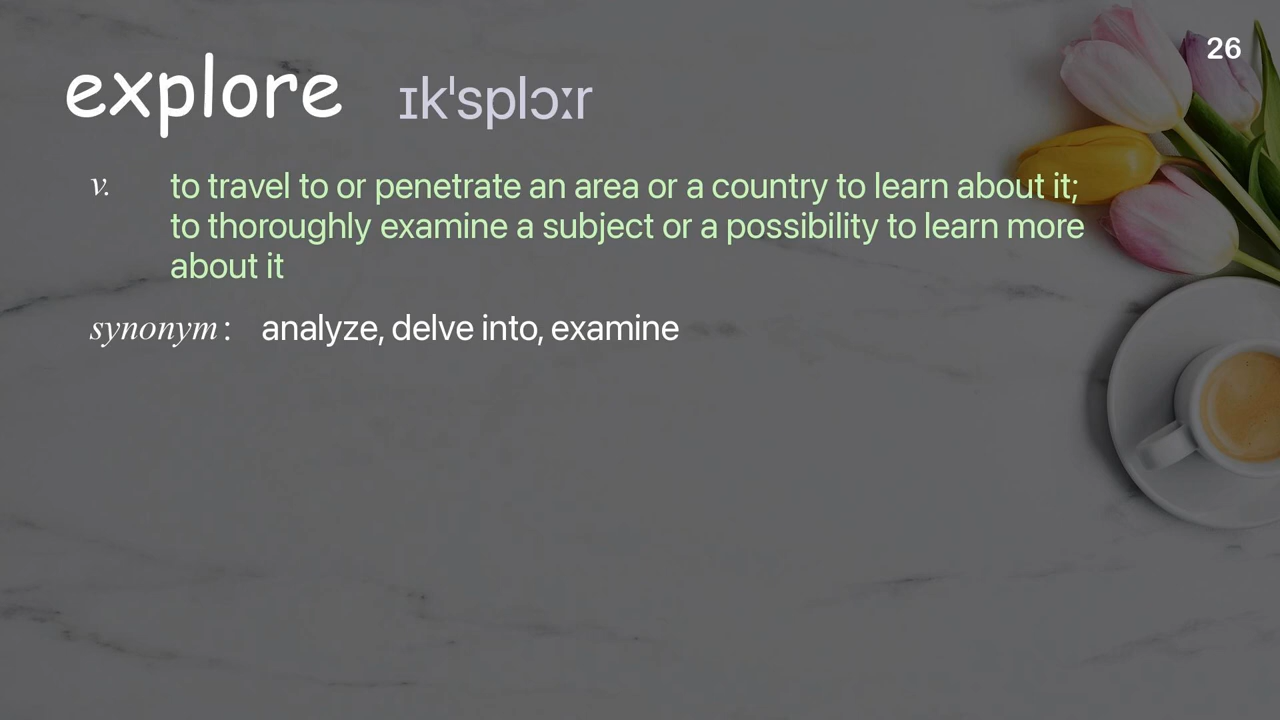 26
explore ɪkˈsplɔːr
v. to travel to or penetrate an area or a country to learn about it;
to thoroughly examine a subject or a possibility to learn more
about it
synonym: analyze, delve into, examine